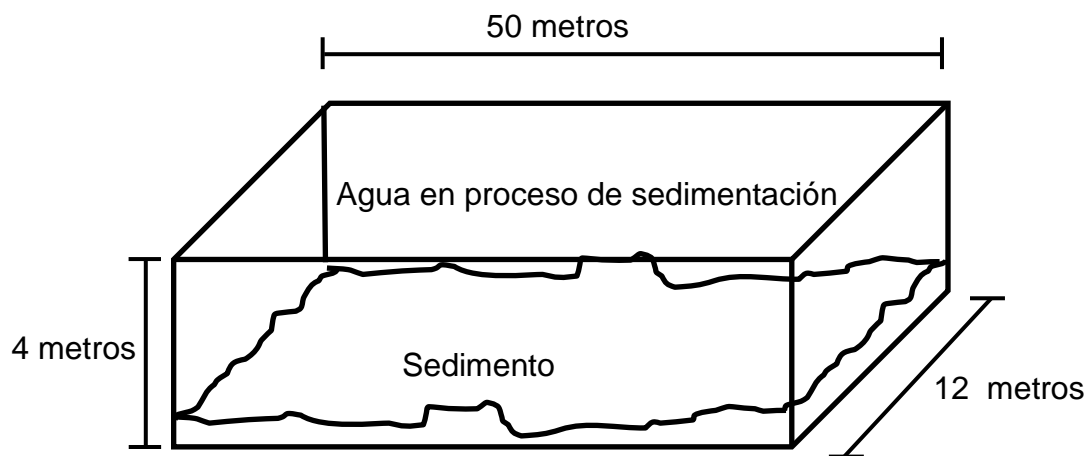 50 metros
Agua en proceso de sedimentación
4 metros
Sedimento
12 metros